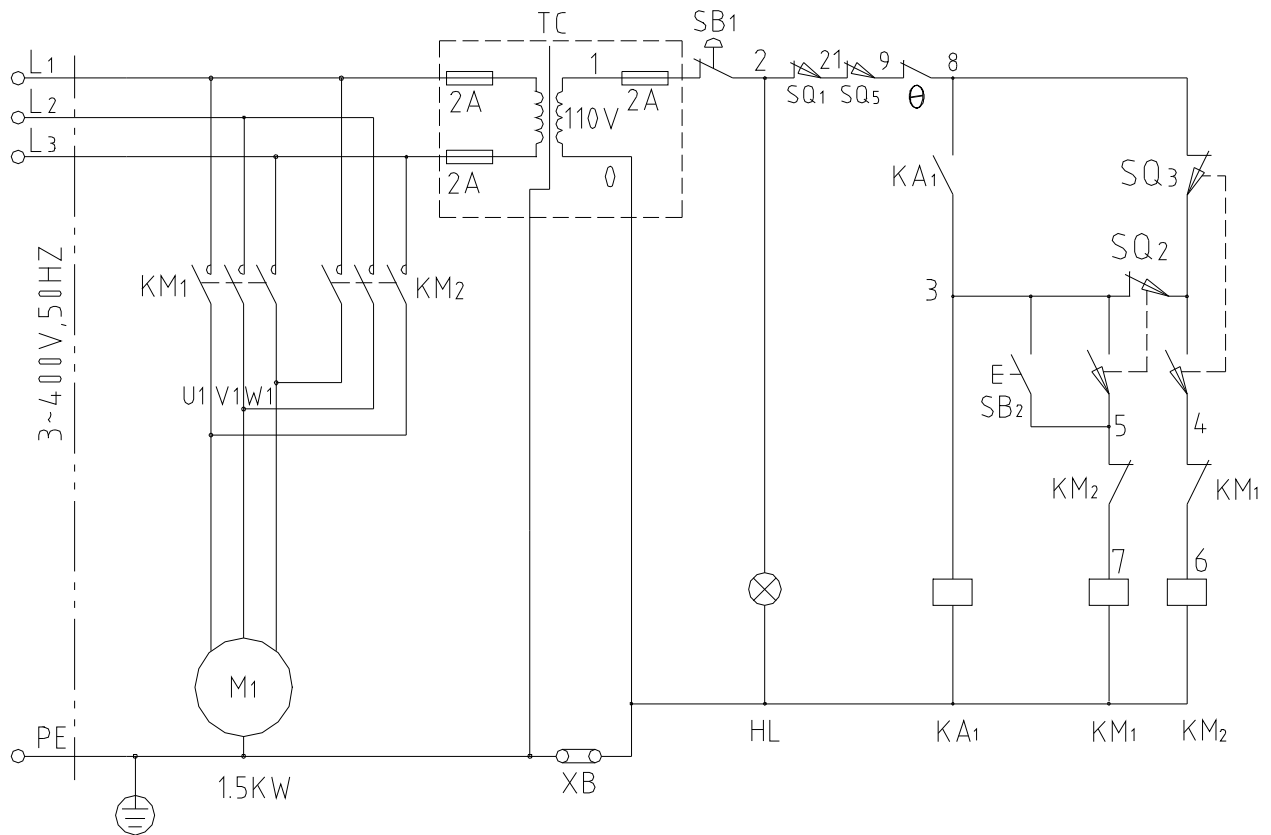 TC
SB1
L1
1
2
21
9
8
2A
SQ1
SQ5
θ
2A
L2
110V
L3
2A
0
KA1
SQ3
SQ2
3~400V,50HZ
KM1
KM2
3
E
SB2
U1 V1 W1
5
4
KM2
KM1
7
6
M1
PE
HL
KA1
KM1
KM2
1.5KW
XB